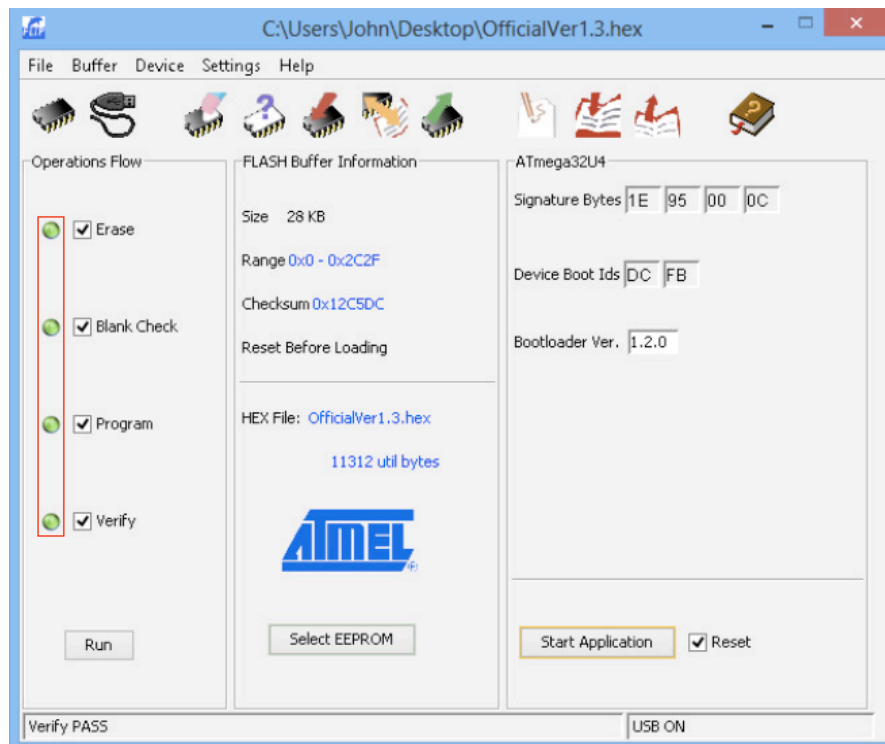 C:\Users\John\Desktop\OfficialVer1.3.hex
File Buffer Device Settings Help
Operations Flow
Erase
Blank Check
Program
Verify
Run
FLASH Buffer Information
Size 28 KB
Range 0x0 - 0x2C2F
Checksum 0x12C5DC
Reset Before Loading
HEX File: OfficialVer1.3.hex
11312 util bytes
ATMEL
Select EEPROM
ATmega32U4
Signature Bytes 1E 95 00 0C
Device Boot Ids DC FB
Bootloader Ver. 1.2.0
Start Application Reset
Verify PASS
USB ON